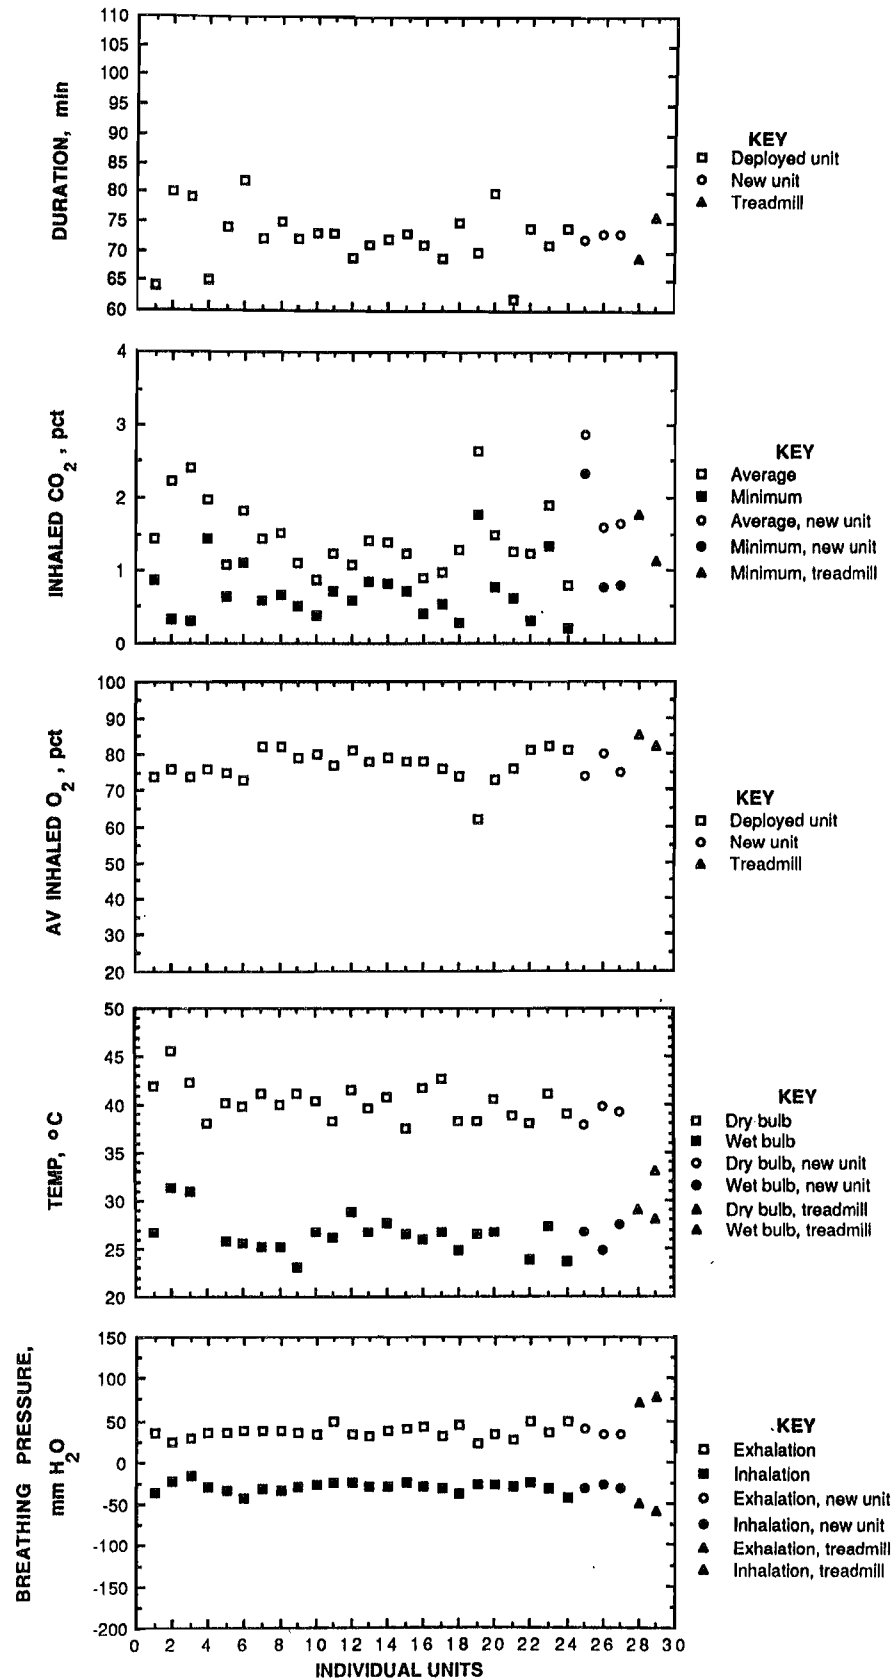 110
105
100
95
90
85
80
75
70
65
60
DURATION, min
KEY
Deployed unit
New unit
Treadmill
4
3
2
1
0
INHALED CO2, pct
KEY
Average
Minimum
Average, new unit
Minimum, new unit
Minimum, treadmill
100
90
80
70
60
50
40
30
20
AV INHALED O2, pct
KEY
Deployed unit
New unit
Treadmill
50
45
40
35
30
25
20
TEMP, °C
KEY
Dry bulb
Wet bulb
Dry bulb, new unit
Wet bulb, new unit
Dry bulb, treadmill
Wet bulb, treadmill
150
100
50
0
-50
-100
-150
-200
BREATHING PRESSURE,
mm H2O
KEY
Exhalation
Inhalation
Exhalation, new unit
Inhalation, new unit
Exhalation, treadmill
Inhalation, treadmill
0 2 4 6 8 10 12 14 16 18 20 22 24 26 28 30
INDIVIDUAL UNITS